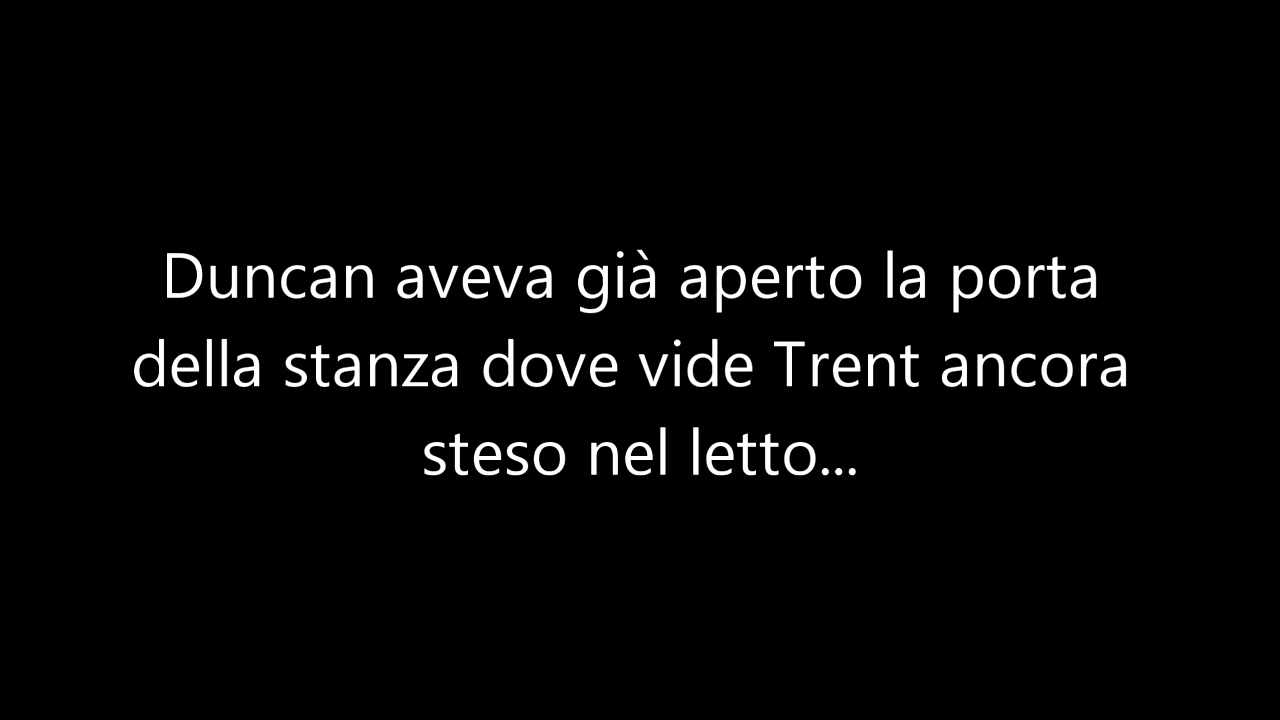 Duncan aveva già aperto la porta
della stanza dove vide Trent ancora
steso nel letto...